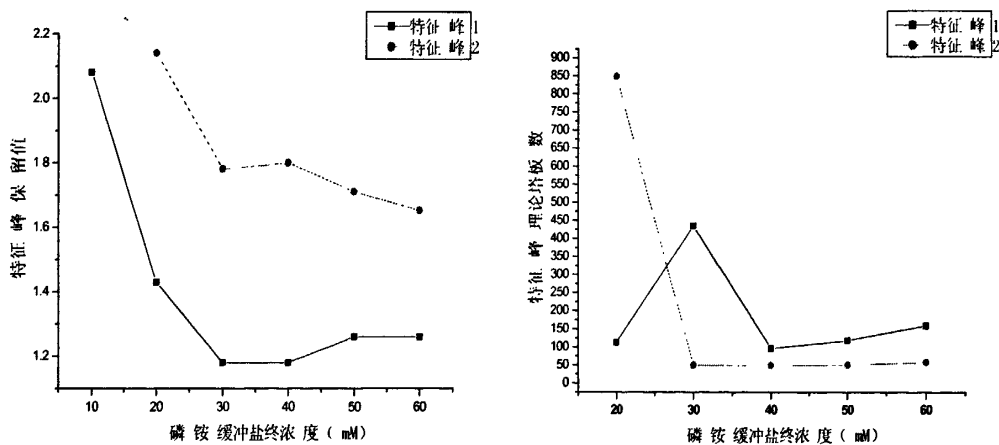 特征 峰 1
特征 峰 2
2.2
2.0
1.8
1.6
1.4
1.2
特征 峰 保 留值
10 20 30 40 50 60
磷 铵 缓冲盐终浓 度 ( mM)
特征 峰 1
特征 峰 2
900
850
800
750
700
650
600
550
500
450
400
350
300
250
200
150
100
50
0
特征 峰 理论塔板 数
20 30 40 50 60
磷 铵 缓冲盐终浓 度 ( mM)